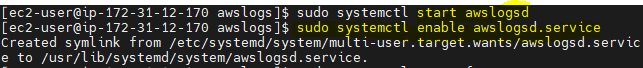 [ec2-user@ip-172-31-12-170 awslogs]$ sudo systemctl start awslogsd
[ec2-user@ip-172-31-12-170 awslogs]$ sudo systemctl enable awslogsd.service
Created symlink from /etc/systemd/system/multi-user.target.wants/awslogsd.servic
e to /usr/lib/systemd/system/awslogsd.service.